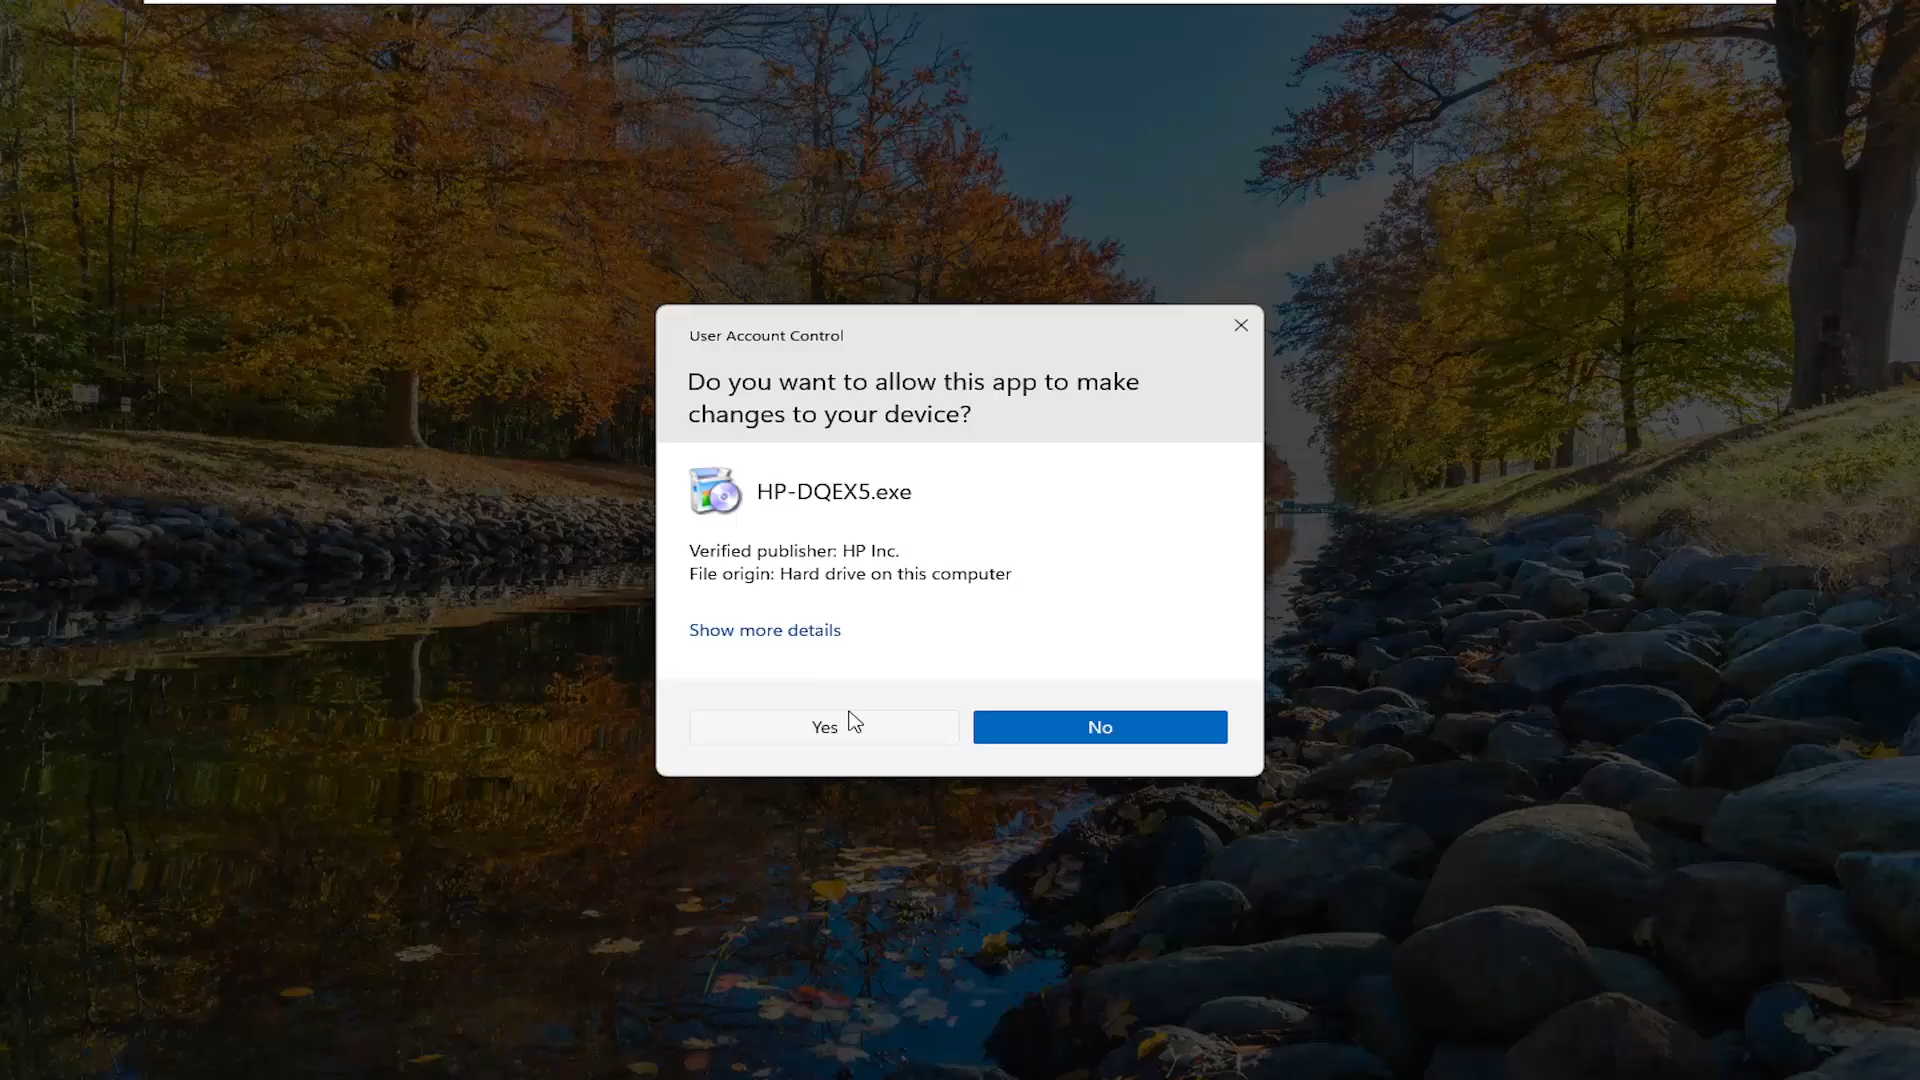 User Account Control
Do you want to allow this app to make
changes to your device?
HP-DQEX5.exe
Verified publisher: HP Inc.
File origin: Hard drive on this computer
Show more details
Yes
No